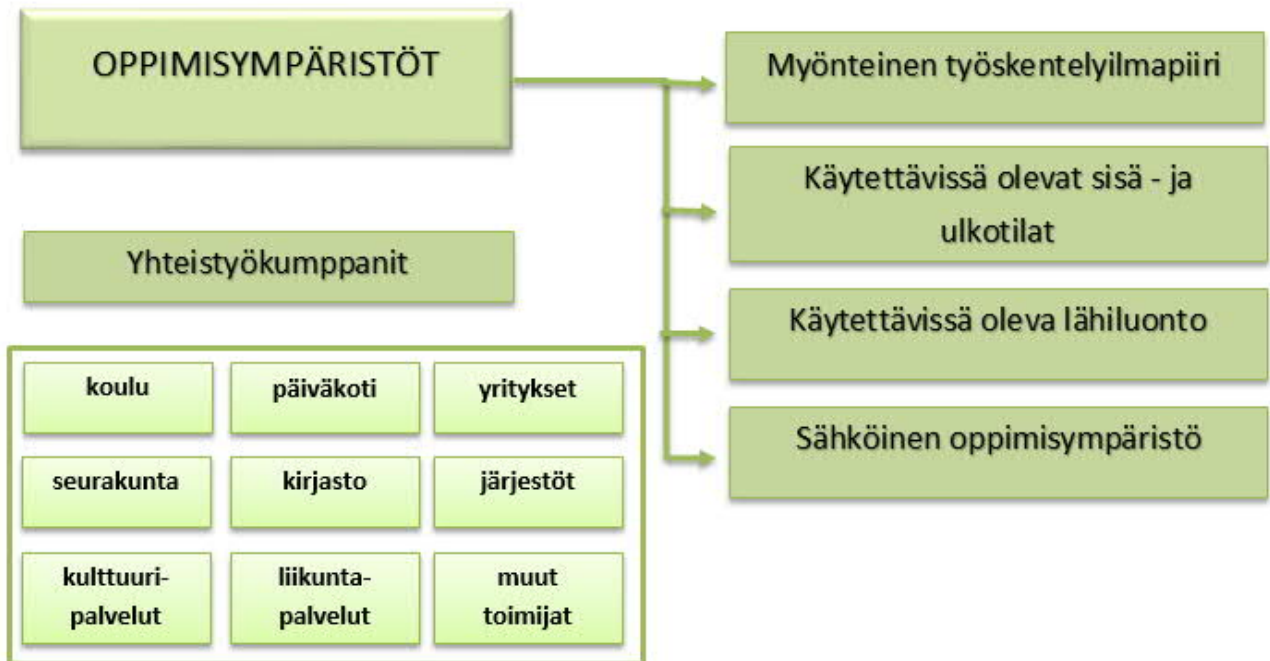 OPPIMISYMPÄRISTÖT
Myönteinen työskentelyilmapiiri
Käytettävissä olevat sisä - ja
ulkotilat
Käytettävissä oleva lähiluonto
Sähköinen oppimisympäristö
Yhteistyökumppanit
koulu
päiväkoti
yritykset
seurakunta
kirjasto
järjestöt
kulttuuri-
palvelut
liikunta-
palvelut
muut
toimijat